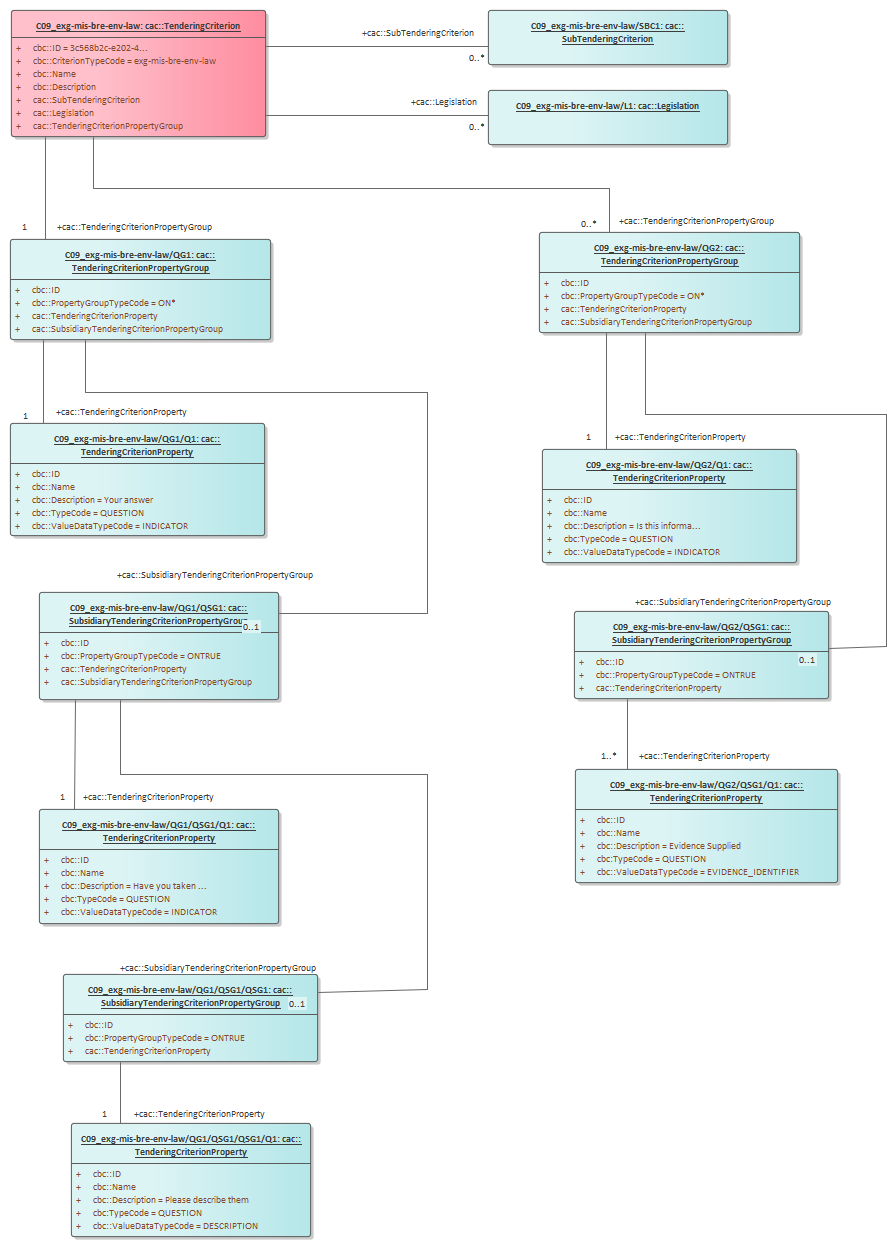 C09_exg-mis-bre-env-law: cac::TenderingCriterion
+ cbc::ID = 3c568b2c-e202-4...
+ cbc::CriterionTypeCode = exg-mis-bre-env-law
+ cbc::Name
+ cbc::Description
+ cac::SubTenderingCriterion
+ cac::Legislation
+ cac::TenderingCriterionPropertyGroup
+cac::SubTenderingCriterion
0..*
C09_exg-mis-bre-env-law/SBC1: cac::
SubTenderingCriterion
+cac::Legislation
0..*
C09_exg-mis-bre-env-law/L1: cac::Legislation
1
+cac::TenderingCriterionPropertyGroup
C09_exg-mis-bre-env-law/QG1: cac::
TenderingCriterionPropertyGroup
+ cbc::ID
+ cbc::PropertyGroupTypeCode = ON*
+ cac::TenderingCriterionProperty
+ cac::SubsidiaryTenderingCriterionPropertyGroup
0..*
+cac::TenderingCriterionPropertyGroup
C09_exg-mis-bre-env-law/QG2: cac::
TenderingCriterionPropertyGroup
+ cbc::ID
+ cbc::PropertyGroupTypeCode = ON*
+ cac::TenderingCriterionProperty
+ cac::SubsidiaryTenderingCriterionPropertyGroup
1
+cac::TenderingCriterionProperty
C09_exg-mis-bre-env-law/QG1/Q1: cac::
TenderingCriterionProperty
+ cbc::ID
+ cbc::Name
+ cbc::Description = Your answer
+ cbc::TypeCode = QUESTION
+ cbc::ValueDataTypeCode = INDICATOR
1
+cac::TenderingCriterionProperty
C09_exg-mis-bre-env-law/QG2/Q1: cac::
TenderingCriterionProperty
+ cbc::ID
+ cbc::Name
+ cbc::Description = Is this informa...
+ cbc:TypeCode = QUESTION
+ cbc::ValueDataTypeCode = INDICATOR
+cac::SubsidiaryTenderingCriterionPropertyGroup
C09_exg-mis-bre-env-law/QG1/QSG1: cac::
SubsidiaryTenderingCriterionPropertyGroup
0..1
+ cbc::ID
+ cbc::PropertyGroupTypeCode = ONTRUE
+ cac::TenderingCriterionProperty
+ cac::SubsidiaryTenderingCriterionPropertyGroup
+cac::SubsidiaryTenderingCriterionPropertyGroup
C09_exg-mis-bre-env-law/QG2/QSG1: cac::
SubsidiaryTenderingCriterionPropertyGroup
0..1
+ cbc::ID
+ cbc::PropertyGroupTypeCode = ONTRUE
+ cac::TenderingCriterionProperty
1..*
+cac::TenderingCriterionProperty
C09_exg-mis-bre-env-law/QG2/QSG1/Q1: cac::
TenderingCriterionProperty
+ cbc::ID
+ cbc::Name
+ cbc::Description = Evidence Supplied
+ cbc:TypeCode = QUESTION
+ cbc::ValueDataTypeCode = EVIDENCE_IDENTIFIER
1
+cac::TenderingCriterionProperty
C09_exg-mis-bre-env-law/QG1/QSG1/Q1: cac::
TenderingCriterionProperty
+ cbc::ID
+ cbc::Name
+ cbc::Description = Have you taken ...
+ cbc:TypeCode = QUESTION
+ cbc::ValueDataTypeCode = INDICATOR
+cac::SubsidiaryTenderingCriterionPropertyGroup
C09_exg-mis-bre-env-law/QG1/QSG1/QSG1: cac::
SubsidiaryTenderingCriterionPropertyGroup
0..1
+ cbc::ID
+ cbc::PropertyGroupTypeCode = ONTRUE
+ cac::TenderingCriterionProperty
1
+cac::TenderingCriterionProperty
C09_exg-mis-bre-env-law/QG1/QSG1/QSG1/Q1: cac::
TenderingCriterionProperty
+ cbc::ID
+ cbc::Name
+ cbc::Description = Please describe them
+ cbc:TypeCode = QUESTION
+ cbc::ValueDataTypeCode = DESCRIPTION